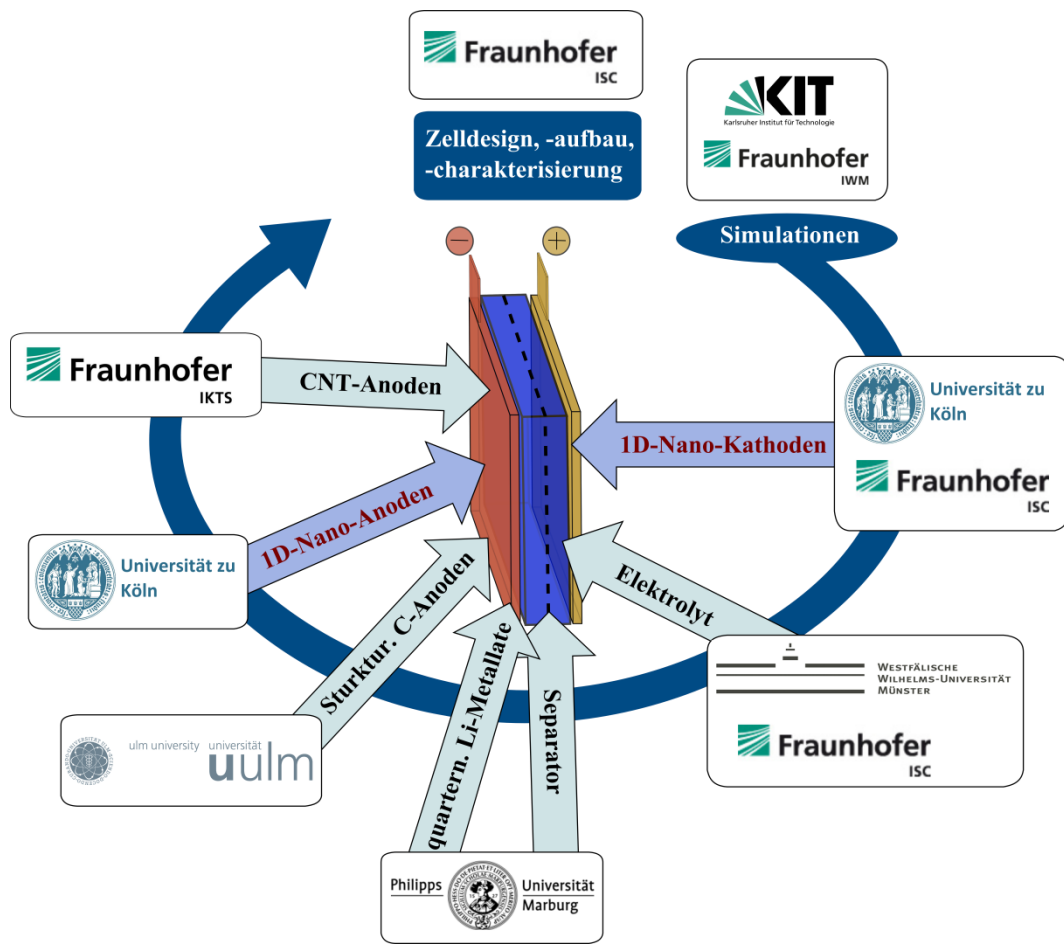 Fraunhofer
ISC
Zelldesign, -aufbau,
-charakterisierung
KIT
Karlsruher Institut für Technologie
Fraunhofer
IWM
Simulationen
−
+
Fraunhofer
IKTS
CNT-Anoden
Universität zu
Köln
Fraunhofer
ISC
1D-Nano-Kathoden
Universität zu
Köln
1D-Nano-Anoden
Sturktur. C-Anoden
ulm university universität
uulm
quartern. Li-Metallate
Separator
Elektrolyt
Westfälische
Wilhelms-Universität
Münster
Fraunhofer
ISC
Philipps
Universität
Marburg